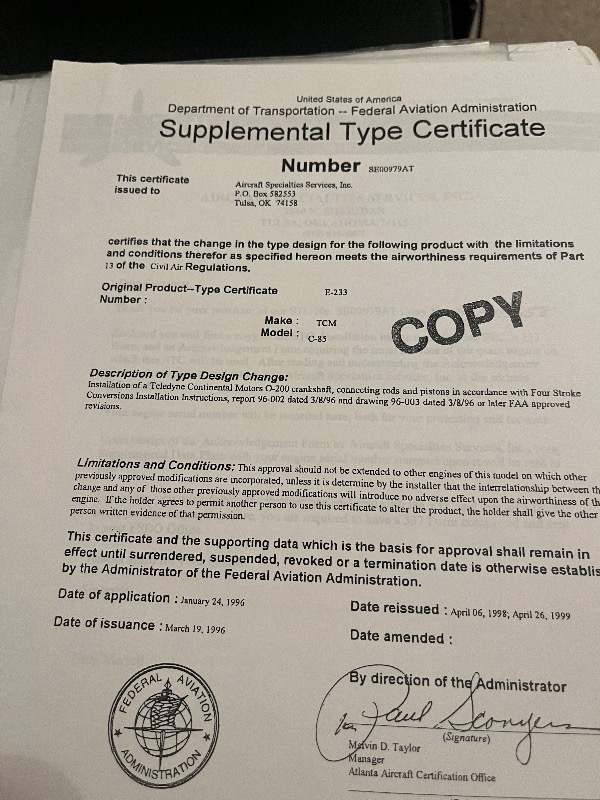 United States of America
Department of Transportation -- Federal Aviation Administration
Supplemental Type Certificate
Number SE00979AT
This certificate
issued to
Aircraft Specialties Services, Inc.
P.O. Box 582553
Tulsa, OK 74158
certifies that the change in the type design for the following product with the limitations
and conditions therefor as specified hereon meets the airworthiness requirements of Part
13 of the Civil Air Regulations.
Original Product--Type Certificate
Number :
E-233
Make : TCM
Model : C-85
COPY
Description of Type Design Change:
Installation of a Teledyne Continental Motors O-200 crankshaft, connecting rods and pistons in accordance with Four Stroke
Conversions Installation Instructions, report 96-002 dated 3/8/96 and drawing 96-003 dated 3/8/96 or later FAA approved
revisions.
Limitations and Conditions: This approval should not be extended to other engines of this model on which other
previously approved modifications are incorporated, unless it is determine by the installer that the interrelationship between th
change and any of those other previously approved modifications will introduce no adverse effect upon the airworthiness of th
engine. If the holder agrees to permit another person to use this certificate to alter the product, the holder shall give the other
person written evidence of that permission.
This certificate and the supporting data which is the basis for approval shall remain in
effect until surrendered, suspended, revoked or a termination date is otherwise establis
by the Administrator of the Federal Aviation Administration.
Date of application : January 24, 1996
Date of issuance : March 19, 1996
Date reissued : April 06, 1998; April 26, 1999
Date amended :
FEDERAL AVIATION
ADMINISTRATION
By direction of the Administrator
for Paul Sconyers
(Signature)
Melvin D. Taylor
Manager
Atlanta Aircraft Certification Office